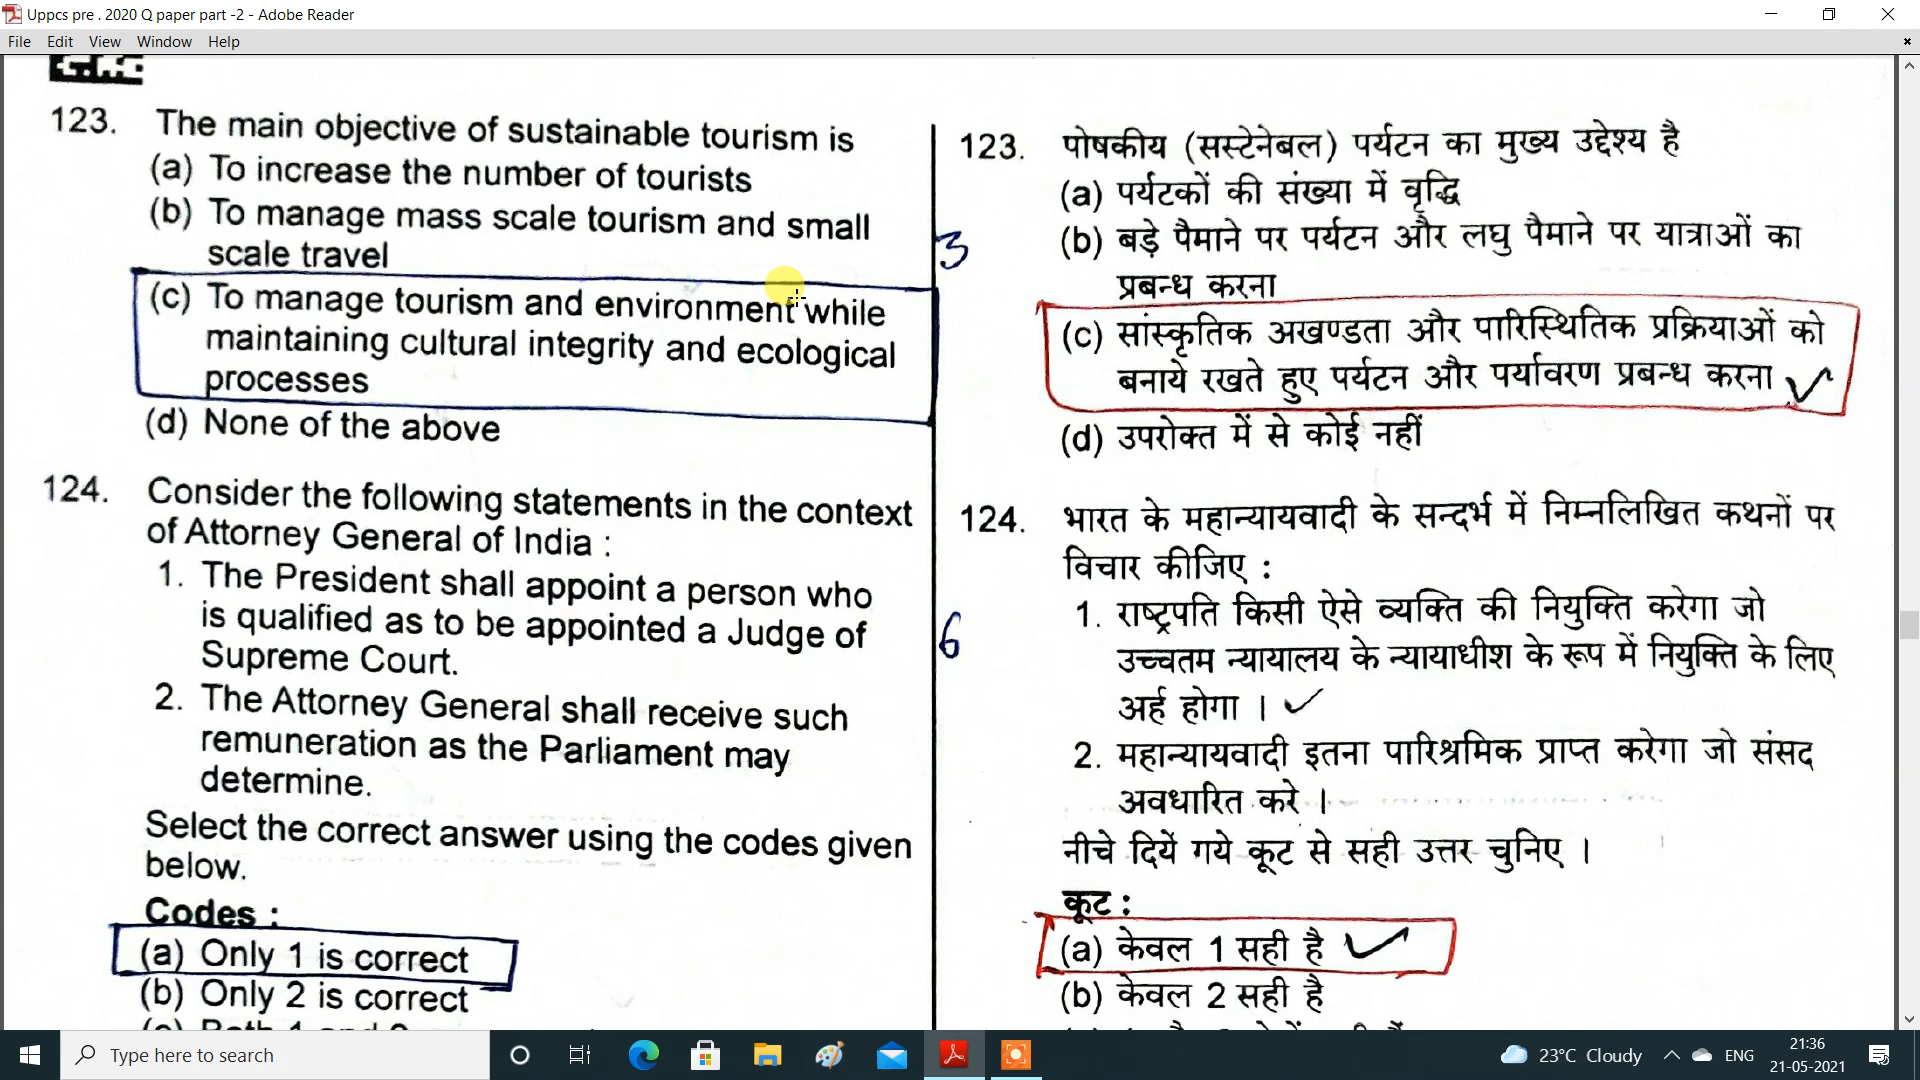 Uppcs pre . 2020 Q paper part -2 - Adobe Reader
File Edit View Window Help
123. The main objective of sustainable tourism is
(a) To increase the number of tourists
(b) To manage mass scale tourism and small
scale travel
(c) To manage tourism and environment while
maintaining cultural integrity and ecological
processes
(d) None of the above
124. Consider the following statements in the context
of Attorney General of India :
1. The President shall appoint a person who
is qualified as to be appointed a Judge of
Supreme Court.
2. The Attorney General shall receive such
remuneration as the Parliament may
determine.
Select the correct answer using the codes given
below.
Codes :
(a) Only 1 is correct
(b) Only 2 is correct
3
6
123. पोषकीय (सस्टेनेबल) पर्यटन का मुख्य उद्देश्य है
(a) पर्यटकों की संख्या में वृद्धि
(b) बड़े पैमाने पर पर्यटन और लघु पैमाने पर यात्राओं का
प्रबन्ध करना
(c) सांस्कृतिक अखण्डता और पारिस्थितिक प्रक्रियाओं को
बनाये रखते हुए पर्यटन और पर्यावरण प्रबन्ध करना
(d) उपरोक्त में से कोई नहीं
124. भारत के महान्यायवादी के सन्दर्भ में निम्नलिखित कथनों पर
विचार कीजिए :
1. राष्ट्रपति किसी ऐसे व्यक्ति की नियुक्ति करेगा जो
उच्चतम न्यायालय के न्यायाधीश के रूप में नियुक्ति के लिए
अर्ह होगा ।
2. महान्यायवादी इतना पारिश्रमिक प्राप्त करेगा जो संसद
अवधारित करे ।
नीचे दियें गये कूट से सही उत्तर चुनिए ।
कूट :
(a) केवल 1 सही है
(b) केवल 2 सही है
Type here to search
23°C Cloudy
ENG
21:36
21-05-2021